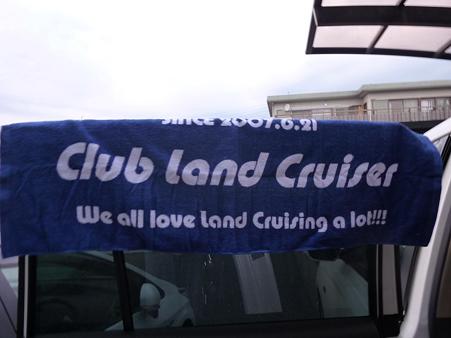 SINCE 2007.6.21
Club Land Cruiser
We all love Land Cruising a lot!!!